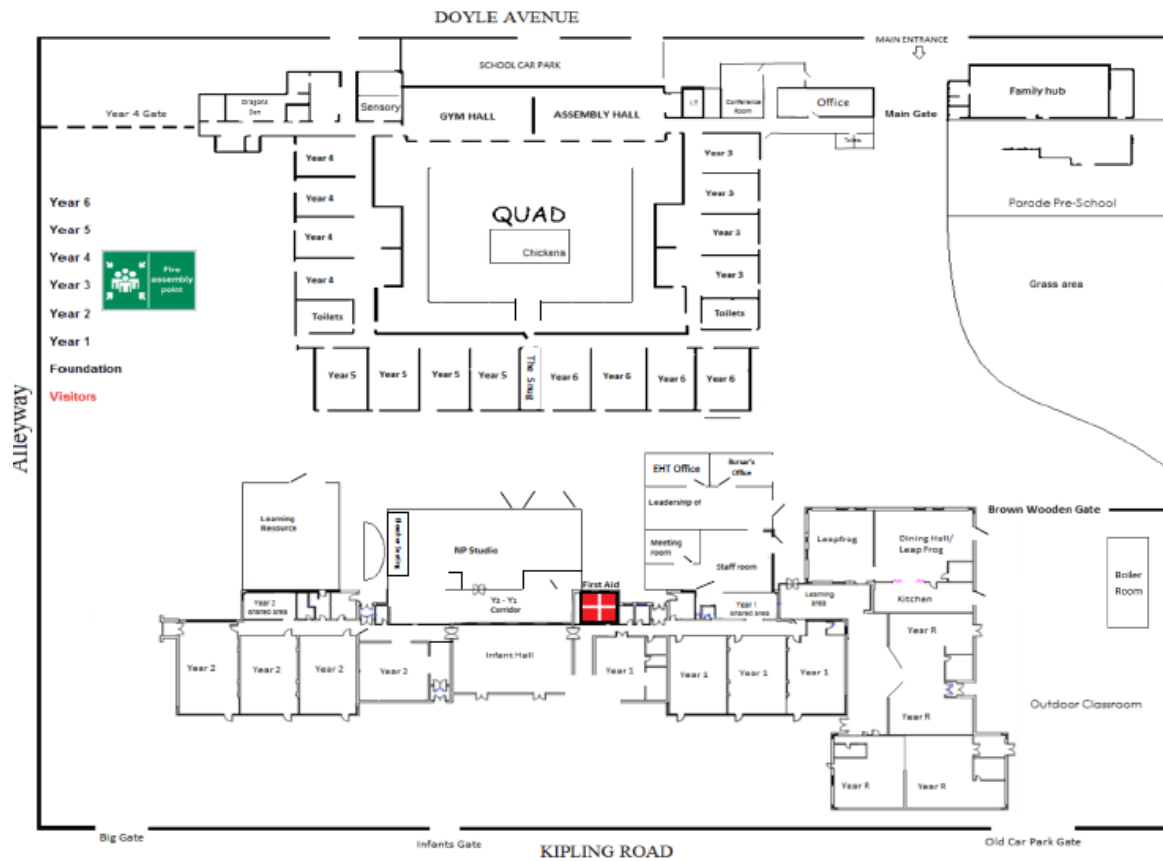 DOYLE AVENUE
MAIN ENTRANCE
SCHOOL CAR PARK
Dragons
Den
Sensory
GYM HALL
ASSEMBLY HALL
I.T
Conference
Room
Office
Main Gate
Family hub
Year 4 Gate
Toilets
Year 4
Year 3
Year 4
Year 3
QUAD
Parade Pre-School
Year 6
Year 5
Year 4
Year 3
Year 4
Chickens
Fire
assembly
point
Year 3
Year 4
Year 3
Grass area
Year 2
Toilets
Toilets
Year 1
Foundation
Year 5
Year 5
Year 5
Year 5
The Snug
Year 6
Year 6
Year 6
Year 6
Visitors
Alleyway
EHT Office
Bursar's
Office
Leadership of
Learning
Resource
Bleacher Seating
NP Studio
Meeting
room
Staff room
Leapfrog
Dining Hall/
Leap Frog
Brown Wooden Gate
Boiler
Room
First Aid
Year 2
shared area
Y1 - Y2
Corridor
Year 1
shared area
Learning
area
Kitchen
Year R
Year 2
Year 2
Year 2
Year 2
Infant Hall
Year 1
Year 1
Year 1
Year 1
Year R
Outdoor Classroom
Year R
Year R
Big Gate
Infants Gate
KIPLING ROAD
Old Car Park Gate